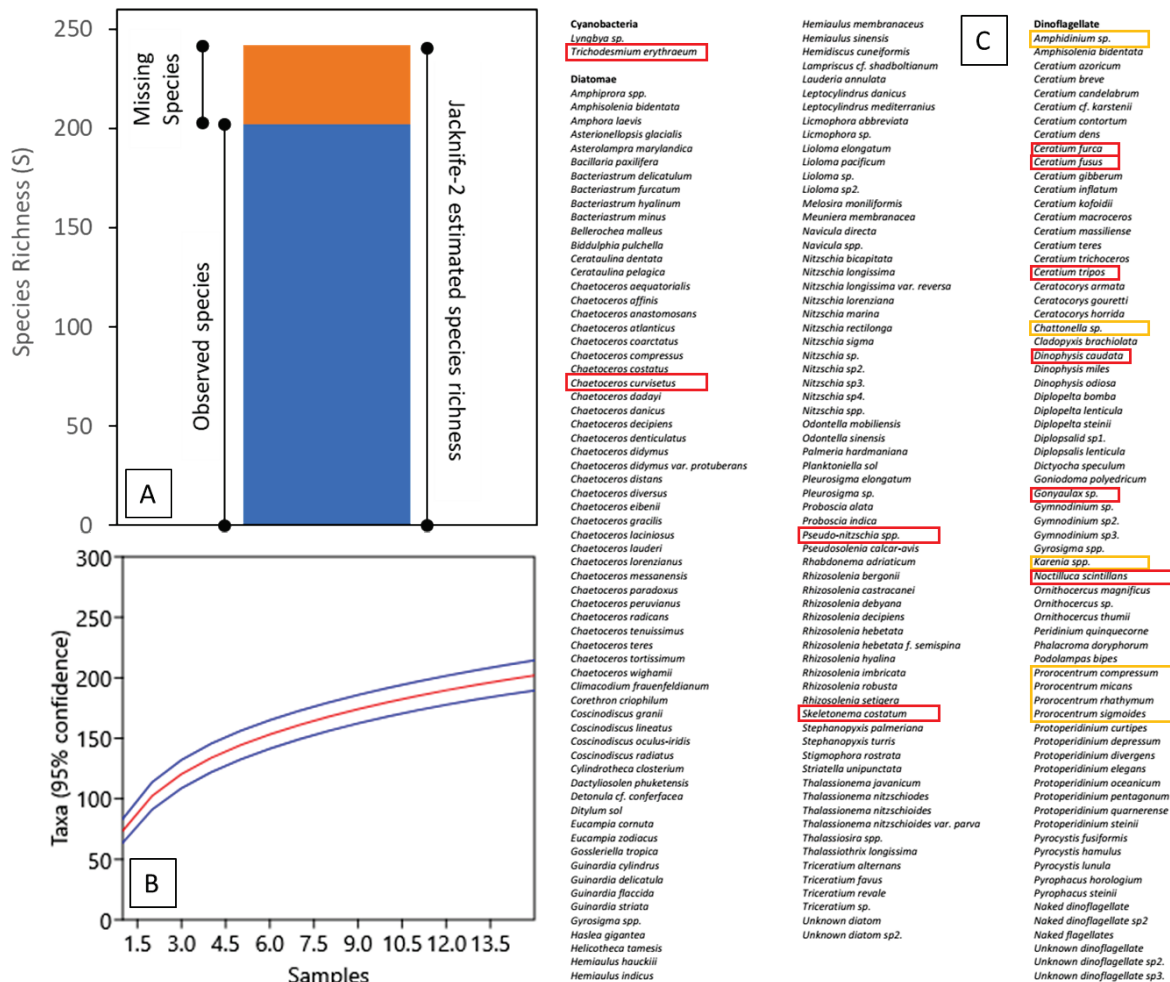 250
200
150
100
50
0
Species Richness (S)
Missing
Species
Observed species
Jacknife-2 estimated species richness
A
300
250
200
150
100
50
0
Taxa (95% confidence)
B
1.5 3.0 4.5 6.0 7.5 9.0 10.5 12.0 13.5
Samples
C
Cyanobacteria
Lyngbya sp.
Trichodesmium erythraeum
Diatomae
Amphiprora spp.
Amphisolenia bidentata
Amphora laevis
Asterionellopsis glacialis
Asterolampra marylandica
Bacillaria paxilifera
Bacteriastrum delicatulum
Bacteriastrum furcatum
Bacteriastrum hyalinum
Bacteriastrum minus
Bellerochea malleus
Biddulphia pulchella
Cerataulina dentata
Cerataulina pelagica
Chaetoceros aequatorialis
Chaetoceros affinis
Chaetoceros anastomosans
Chaetoceros atlanticus
Chaetoceros coarctatus
Chaetoceros compressus
Chaetoceros costatus
Chaetoceros curvisetus
Chaetoceros dadayi
Chaetoceros danicus
Chaetoceros decipiens
Chaetoceros denticulatus
Chaetoceros didymus
Chaetoceros didymus var. protuberans
Chaetoceros distans
Chaetoceros diversus
Chaetoceros eibenii
Chaetoceros gracilis
Chaetoceros laciniosus
Chaetoceros lauderi
Chaetoceros lorenzianus
Chaetoceros messanensis
Chaetoceros paradoxus
Chaetoceros peruvianus
Chaetoceros radicans
Chaetoceros tenuissimus
Chaetoceros teres
Chaetoceros tortissimum
Chaetoceros wighamii
Climacodium frauenfeldianum
Corethron criophilum
Coscinodiscus granii
Coscinodiscus lineatus
Coscinodiscus oculus-iridis
Coscinodiscus radiatus
Cylindrotheca closterium
Dactyliosolen phuketensis
Detonula cf. conferfacea
Ditylum sol
Eucampia cornuta
Eucampia zodiacus
Gossleriella tropica
Guinardia cylindrus
Guinardia delicatula
Guinardia flaccida
Guinardia striata
Gyrosigma spp.
Haslea gigantea
Helicotheca tamesis
Hemiaulus hauckiii
Hemiaulus indicus
Hemiaulus membranaceus
Hemiaulus sinensis
Hemidiscus cuneiformis
Lampriscus cf. shadboltianum
Lauderia annulata
Leptocylindrus danicus
Leptocylindrus mediterranius
Licmophora abbreviata
Licmophora sp.
Lioloma elongatum
Lioloma pacificum
Lioloma sp.
Lioloma sp2.
Melosira moniliformis
Meuniera membranacea
Navicula directa
Navicula spp.
Nitzschia bicapitata
Nitzschia longissima
Nitzschia longissima var. reversa
Nitzschia lorenziana
Nitzschia marina
Nitzschia rectilonga
Nitzschia sigma
Nitzschia sp.
Nitzschia sp2.
Nitzschia sp3.
Nitzschia sp4.
Nitzschia spp.
Odontella mobiliensis
Odontella sinensis
Palmeria hardmaniana
Planktoniella sol
Pleurosigma elongatum
Pleurosigma sp.
Proboscia alata
Proboscia indica
Pseudo-nitzschia spp.
Pseudosolenia calcar-avis
Rhabdonema adriaticum
Rhizosolenia bergonii
Rhizosolenia castracanei
Rhizosolenia debyana
Rhizosolenia decipiens
Rhizosolenia hebetata
Rhizosolenia hebetata f. semispina
Rhizosolenia hyalina
Rhizosolenia imbricata
Rhizosolenia robusta
Rhizosolenia setigera
Skeletonema costatum
Stephanopyxis palmeriana
Stephanopyxis turris
Stigmophora rostrata
Striatella unipunctata
Thalassionema javanicum
Thalassionema nitzschiodes
Thalassionema nitzschioides
Thalassionema nitzschioides var. parva
Thalassiosira spp.
Thalassiothrix longissima
Triceratium alternans
Triceratium favus
Triceratium revale
Triceratium sp.
Unknown diatom
Unknown diatom sp2.
Dinoflagellate
Amphidinium sp.
Amphisolenia bidentata
Ceratium azoricum
Ceratium breve
Ceratium candelabrum
Ceratium cf. karstenii
Ceratium contortum
Ceratium dens
Ceratium furca
Ceratium fusus
Ceratium gibberum
Ceratium inflatum
Ceratium kofoidii
Ceratium macroceros
Ceratium massiliense
Ceratium teres
Ceratium trichoceros
Ceratium tripos
Ceratocorys armata
Ceratocorys gouretti
Ceratocorys horrida
Chattonella sp.
Cladopyxis brachiolata
Dinophysis caudata
Dinophysis miles
Dinophysis odiosa
Diplopelta bomba
Diplopelta lenticula
Diplopelta steinii
Diplopsalid sp1.
Diplopsalis lenticula
Dictyocha speculum
Goniodoma polyedricum
Gonyaulax sp.
Gymnodinium sp.
Gymnodinium sp2.
Gymnodinium sp3.
Gyrosigma spp.
Karenia spp.
Noctiluca scintillans
Ornithocercus magnificus
Ornithocercus sp.
Ornithocercus thumii
Peridinium quinquecorne
Phalacroma doryphorum
Podolampas bipes
Prorocentrum compressum
Prorocentrum micans
Prorocentrum rhathymum
Prorocentrum sigmoides
Protoperidinium curtipes
Protoperidinium depressum
Protoperidinium divergens
Protoperidinium elegans
Protoperidinium oceanicum
Protoperidinium pentagonum
Protoperidinium quarnerense
Protoperidinium steinii
Pyrocystis fusiformis
Pyrocystis hamulus
Pyrocystis lunula
Pyrophacus horologium
Pyrophacus steinii
Naked dinoflagellate
Naked dinoflagellate sp2
Naked flagellates
Unknown dinoflagellate
Unknown dinoflagellate sp2.
Unknown dinoflagellate sp3.